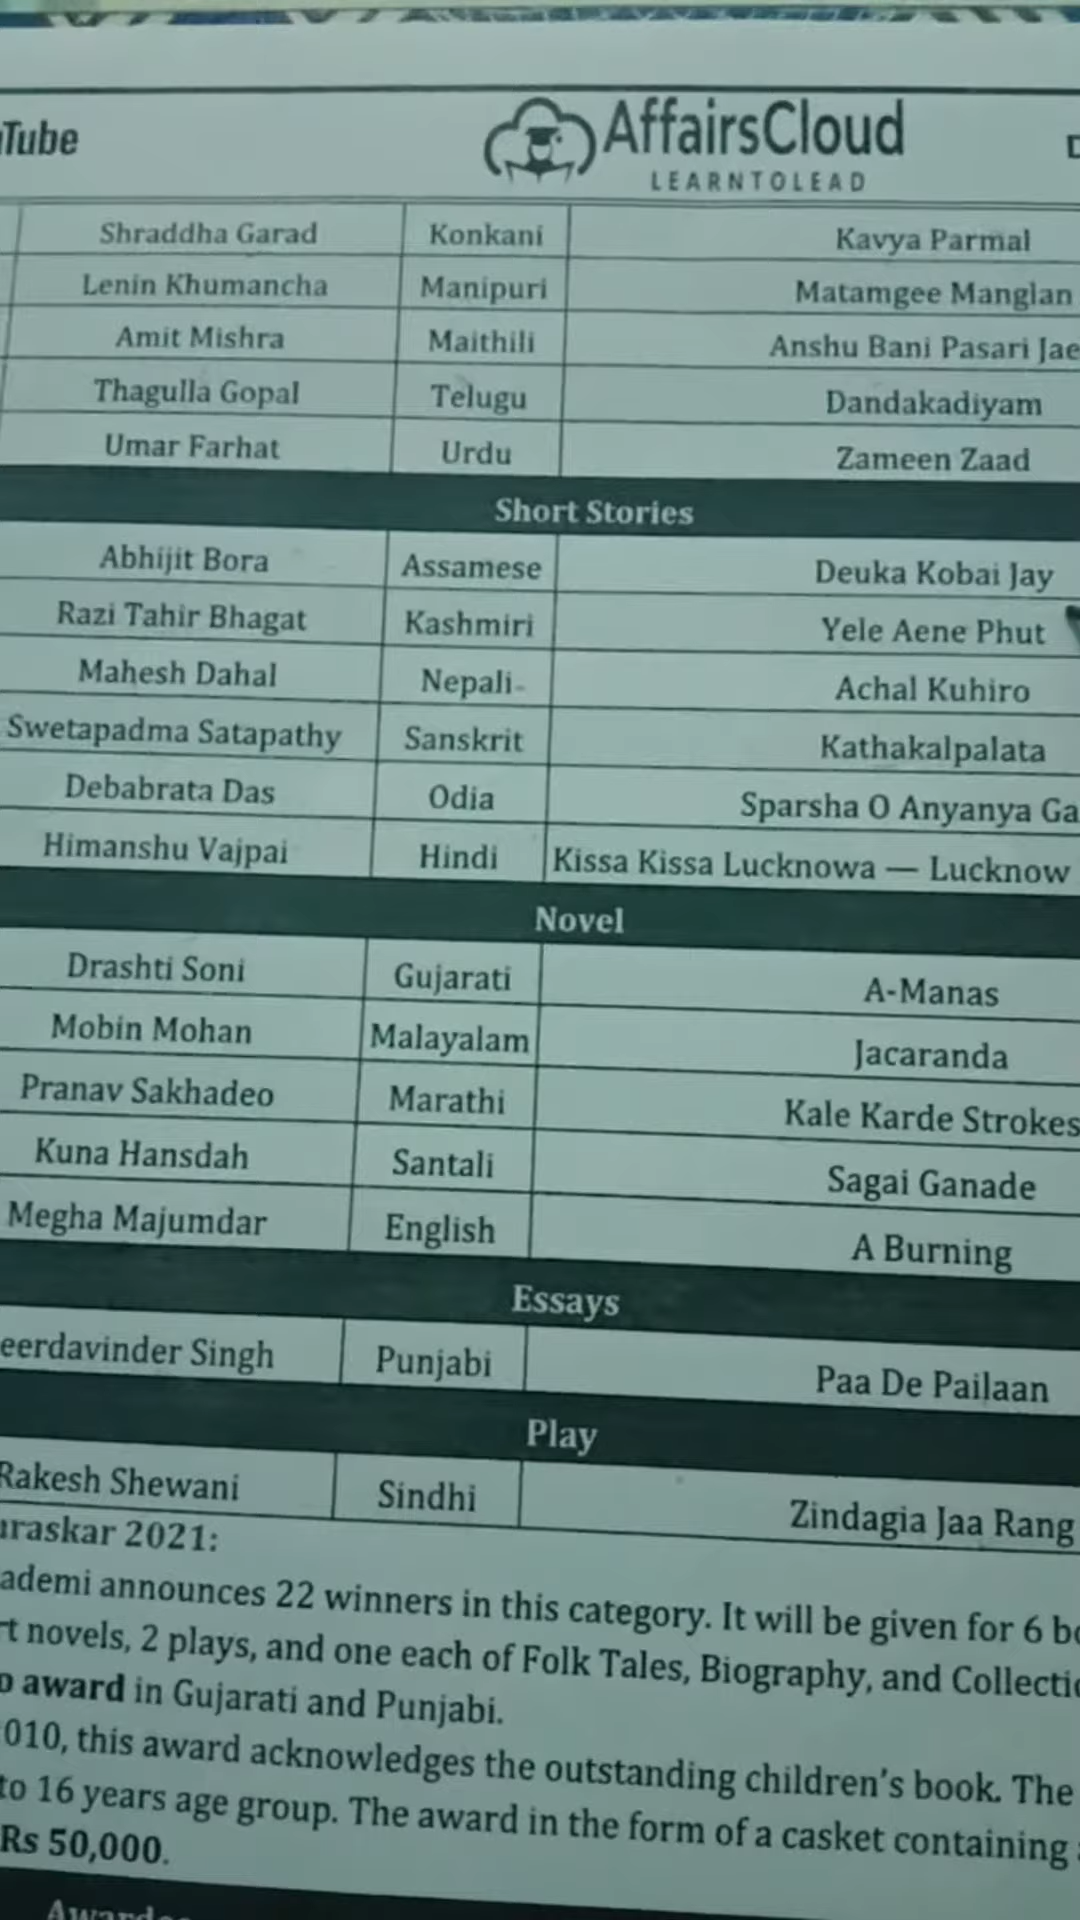 Tube
AffairsCloud
LEARNTOLEAD
Shraddha Garad Konkani Kavya Parmal
Lenin Khumancha Manipuri Matamgee Manglan
Amit Mishra Maithili Anshu Bani Pasari Jae
Thagulla Gopal Telugu Dandakadiyam
Umar Farhat Urdu Zameen Zaad
Short Stories
Abhijit Bora Assamese Deuka Kobai Jay
Razi Tahir Bhagat Kashmiri Yele Aene Phut
Mahesh Dahal Nepali Achal Kuhiro
Swetapadma Satapathy Sanskrit Kathakalpalata
Debabrata Das Odia Sparsha O Anyanya Ga
Himanshu Vajpai Hindi Kissa Kissa Lucknowa — Lucknow
Novel
Drashti Soni Gujarati A-Manas
Mobin Mohan Malayalam Jacaranda
Pranav Sakhadeo Marathi Kale Karde Strokes
Kuna Hansdah Santali Sagai Ganade
Megha Majumdar English A Burning
Essays
eerdavinder Singh Punjabi Paa De Pailaan
Play
Rakesh Shewani Sindhi Zindagia Jaa Rang
raskar 2021:
ademi announces 22 winners in this category. It will be given for 6 bo
rt novels, 2 plays, and one each of Folk Tales, Biography, and Collectio
o award in Gujarati and Punjabi.
010, this award acknowledges the outstanding children's book. The
to 16 years age group. The award in the form of a casket containing
Rs 50,000.